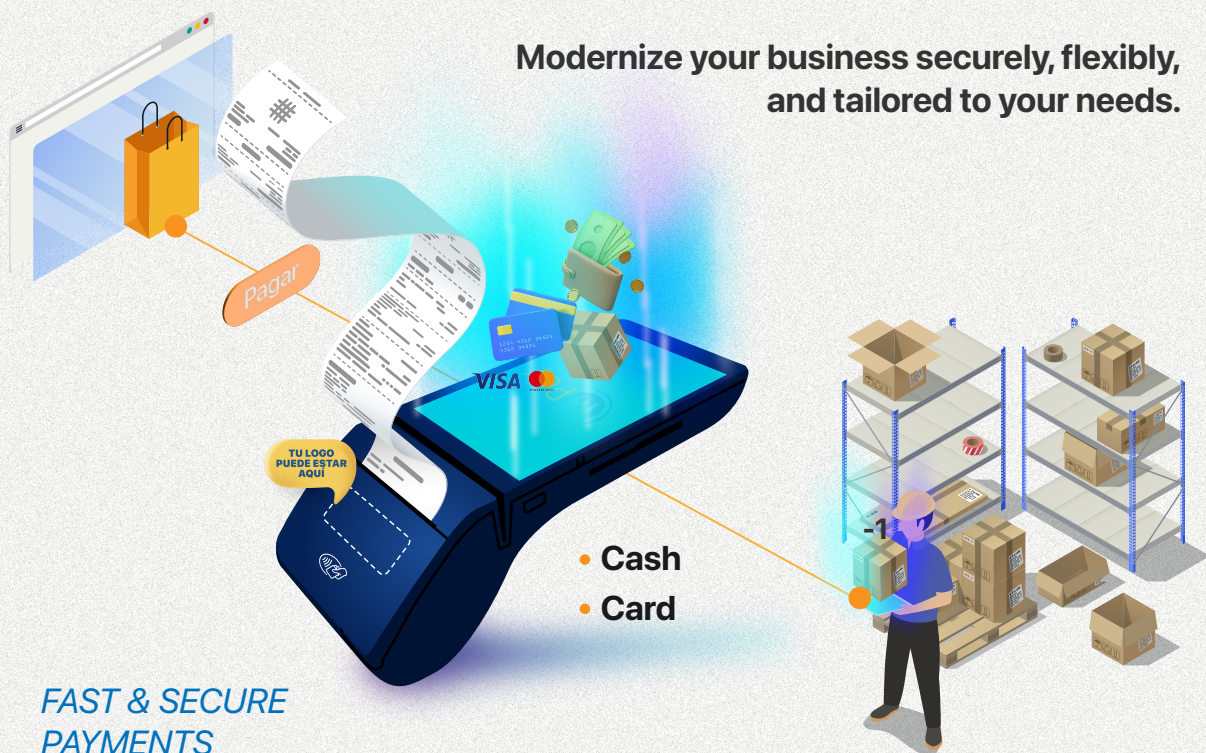 Modernize your business securely, flexibly,
and tailored to your needs.
Pagar
VISA
TU LOGO
PUEDE ESTAR
AQUÍ
-1
• Cash
• Card
FAST & SECURE
PAYMENTS